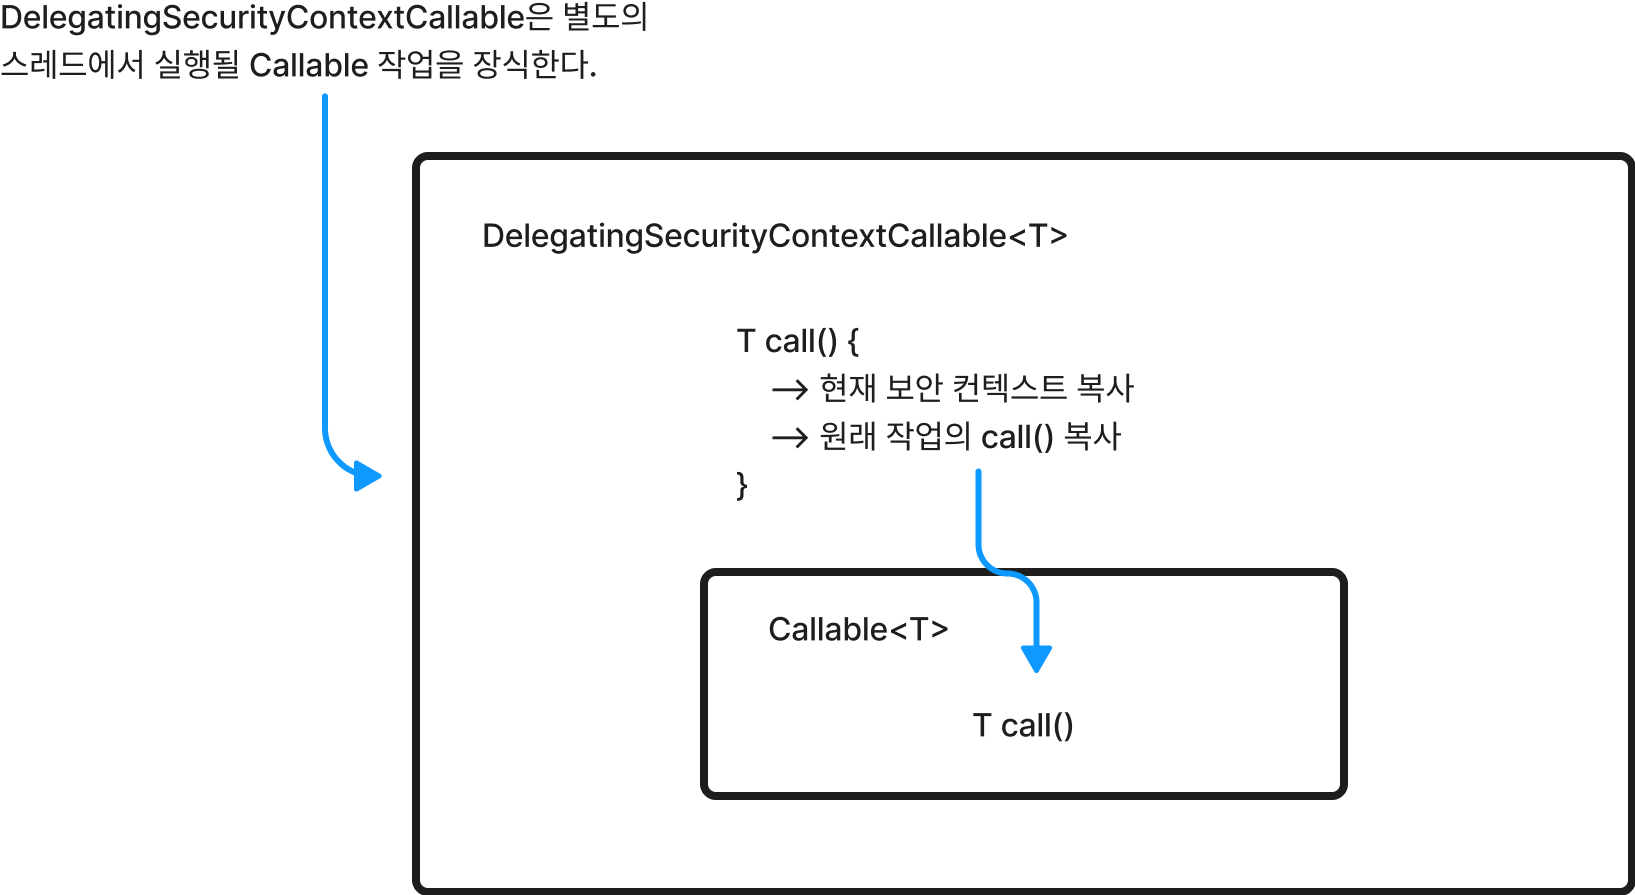 DelegatingSecurityContextCallable은 별도의
스레드에서 실행될 Callable 작업을 장식한다.
DelegatingSecurityContextCallable<T>
T call() {
→ 현재 보안 컨텍스트 복사
→ 원래 작업의 call() 복사
}
Callable<T>
T call()